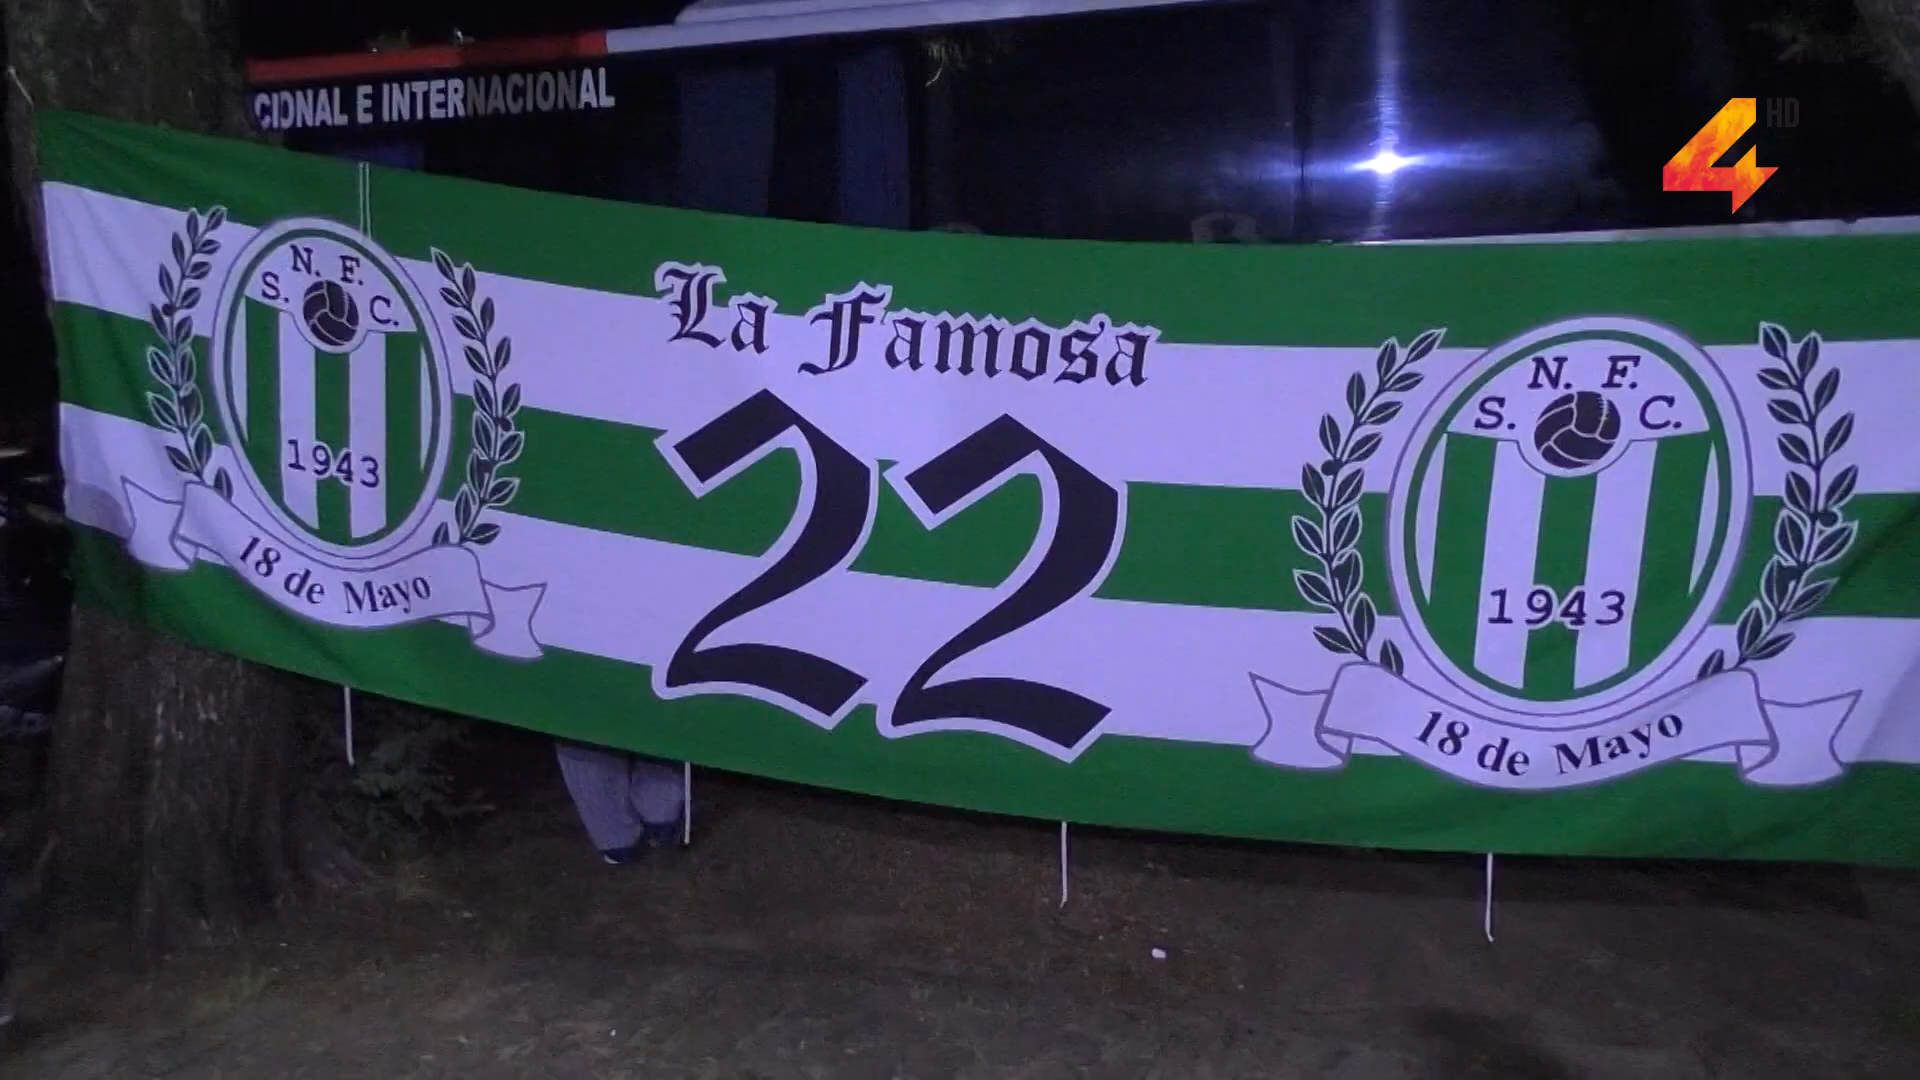 CIONAL E INTERNACIONAL
4 HD
S. N. F. C.
1943
18 de Mayo
La Famosa
22
S. N. F. C.
1943
18 de Mayo